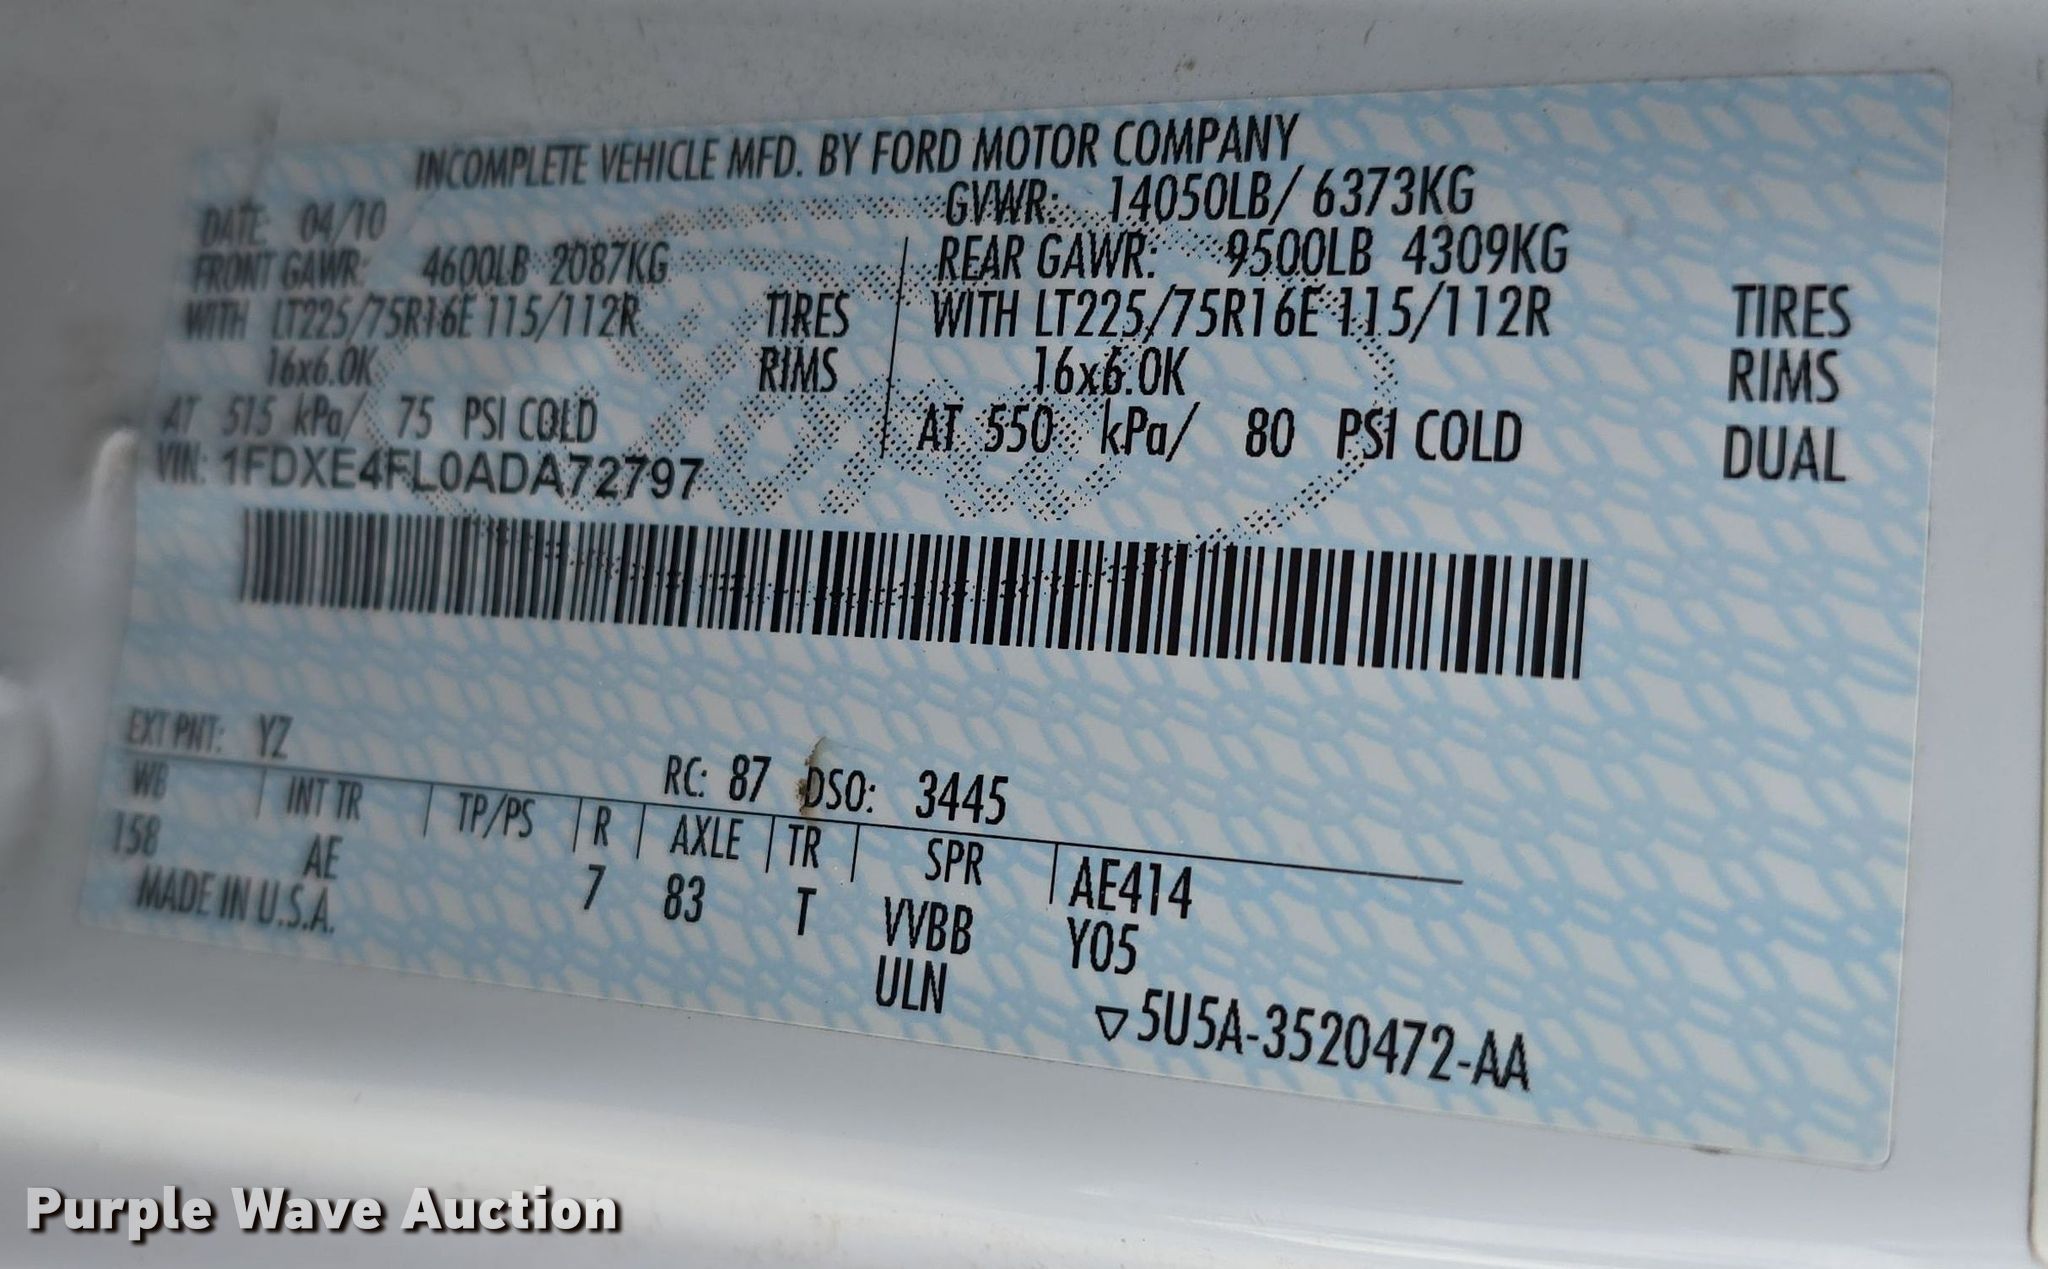 INCOMPLETE VEHICLE MFD. BY FORD MOTOR COMPANY
DATE: 04/10 GVWR: 14050LB/ 6373KG
FRONT GAWR: 4600LB 2087KG REAR GAWR: 9500LB 4309KG
WITH LT225/75R16E 115/112R TIRES WITH LT225/75R16E 115/112R TIRES
16x6.0K RIMS 16x6.0K RIMS
AT 515 kPa/ 75 PSI COLD AT 550 kPa/ 80 PSI COLD DUAL
VIN: 1FDXE4FL0ADA72797
EXT PNT: YZ RC: 87 DSO: 3445
WB INT TR TP/PS R AXLE TR SPR AE414
158 AE 7 83 T VVBB Y05
MADE IN U.S.A. ULN
▽5U5A-3520472-AA
Purple Wave Auction